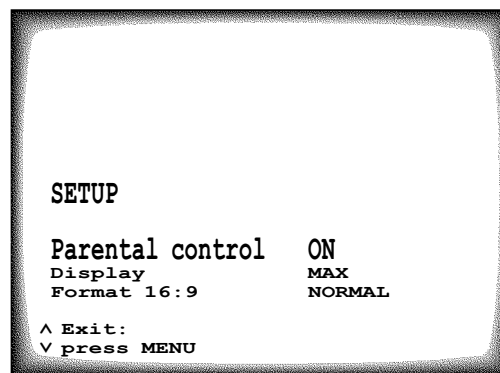 SETUP
Parental control ON
Display MAX
Format 16:9 NORMAL
^ Exit:
v press MENU